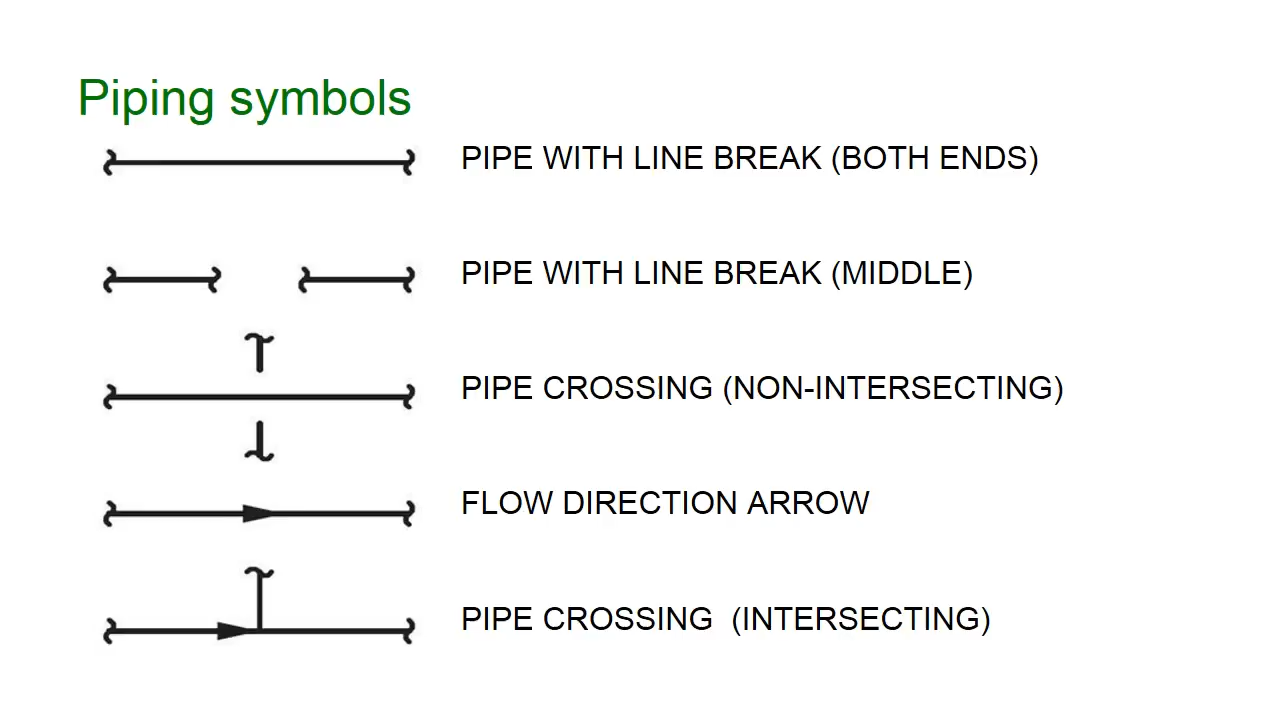 Piping symbols
PIPE WITH LINE BREAK (BOTH ENDS)
PIPE WITH LINE BREAK (MIDDLE)
PIPE CROSSING (NON-INTERSECTING)
FLOW DIRECTION ARROW
PIPE CROSSING  (INTERSECTING)